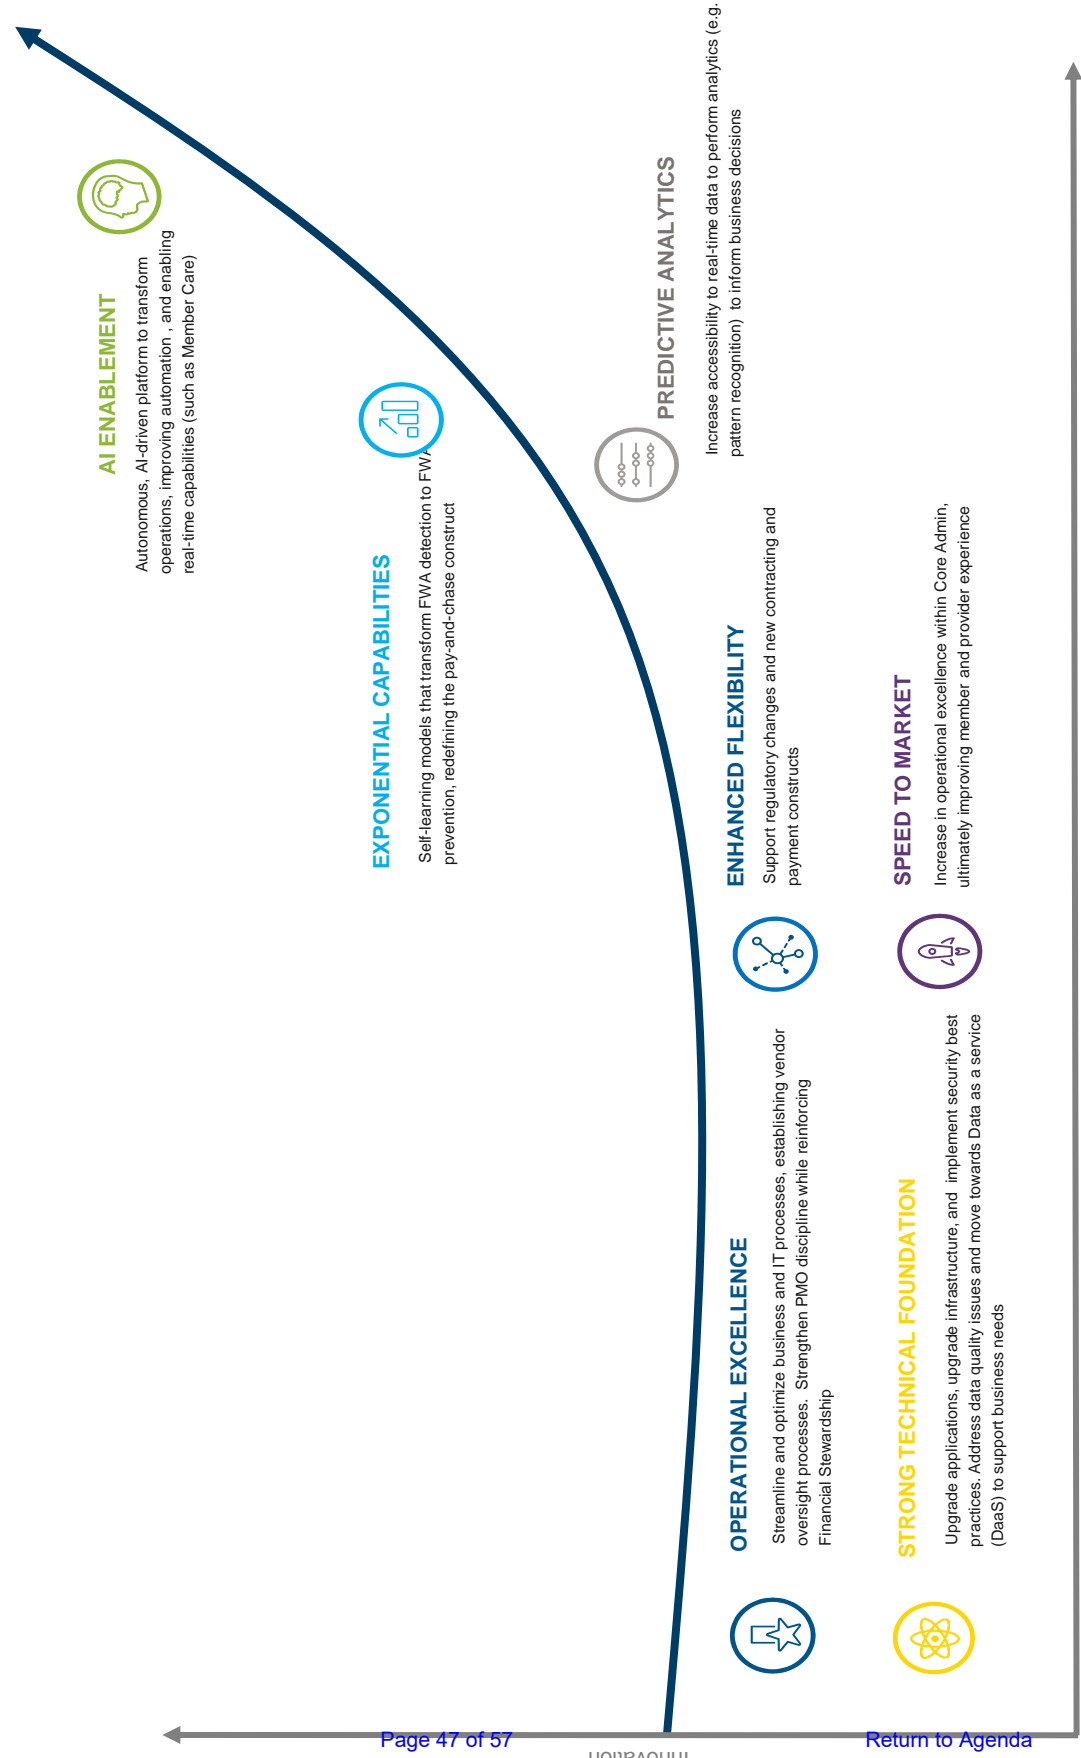 AI ENABLEMENT
Autonomous, AI-driven platform to transform
operations, improving automation , and enabling
real-time capabilities (such as Member Care)
EXPONENTIAL CAPABILITIES
Self-learning models that transform FWA detection to FWA
prevention, redefining the pay-and-chase construct
PREDICTIVE ANALYTICS
Increase accessibility to real-time data to perform analytics (e.g.
pattern recognition)  to inform business decisions
OPERATIONAL EXCELLENCE
Streamline and optimize business and IT processes, establishing vendor
oversight processes.  Strengthen PMO discipline while reinforcing
Financial Stewardship
ENHANCED FLEXIBILITY
Support regulatory changes and new contracting and
payment constructs
STRONG TECHNICAL FOUNDATION
Upgrade applications, upgrade infrastructure, and  implement security best
practices. Address data quality issues and move towards Data as a service
(DaaS) to support business needs
SPEED TO MARKET
Increase in operational excellence within Core Admin,
ultimately improving member and provider experience
Innovation
Page 47 of 57
Return to Agenda